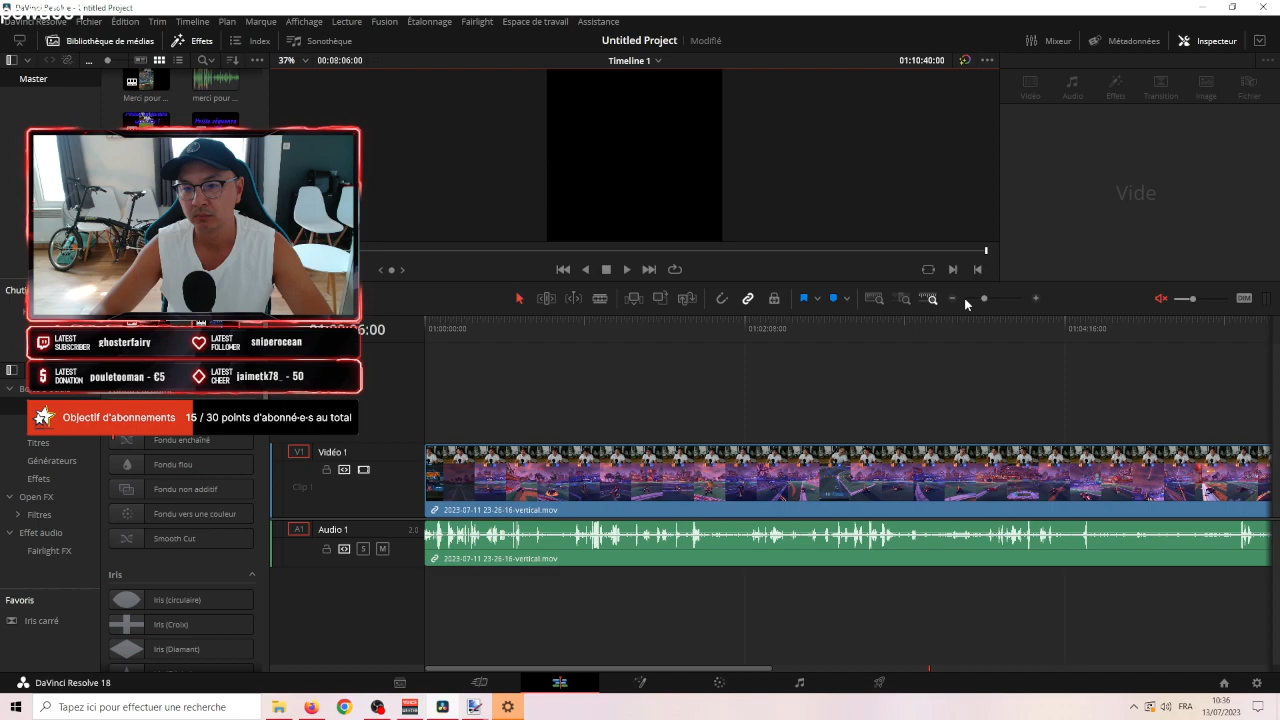 DaVinci Resolve - Untitled Project
DaVinci Resolve Fichier Édition Trim Timeline Plan Marque Affichage Lecture Fusion Étalonnage Fairlight Espace de travail Assistance
Bibliothèque de médias Effets Index Sonothèque Untitled Project Modifié Mixeur Métadonnées Inspecteur
37% 00:08:06:00 Timeline 1 01:10:40:00
Master
Merci pour ... merci pour ...
Vidéo Audio Effets Transition Image Fichier
Vide
DIM
LATEST SUBSCRIBER ghosterfairy LATEST FOLLOWER sniperocean
LATEST DONATION pouletooman - €5 LATEST CHEER jaimetk78_ - 50
Objectif d'abonnements 15 / 30 points d'abonné·e·s au total
01:00:00:00 01:02:08:00 01:04:16:00
Titres
Générateurs
Effets
Open FX
Filtres
Effet audio
Fairlight FX
Favoris
Iris carré
Fondu enchaîné
Fondu flou
Fondu non additif
Fondu vers une couleur
Smooth Cut
Iris
Iris (circulaire)
Iris (Croix)
Iris (Diamant)
V1 Vidéo 1
Clip 1
2023-07-11 23-26-16-vertical.mov
A1 Audio 1 2.0
S M
2023-07-11 23-26-16-vertical.mov
DaVinci Resolve 18
Tapez ici pour effectuer une recherche
FRA
10:36
13/07/2023